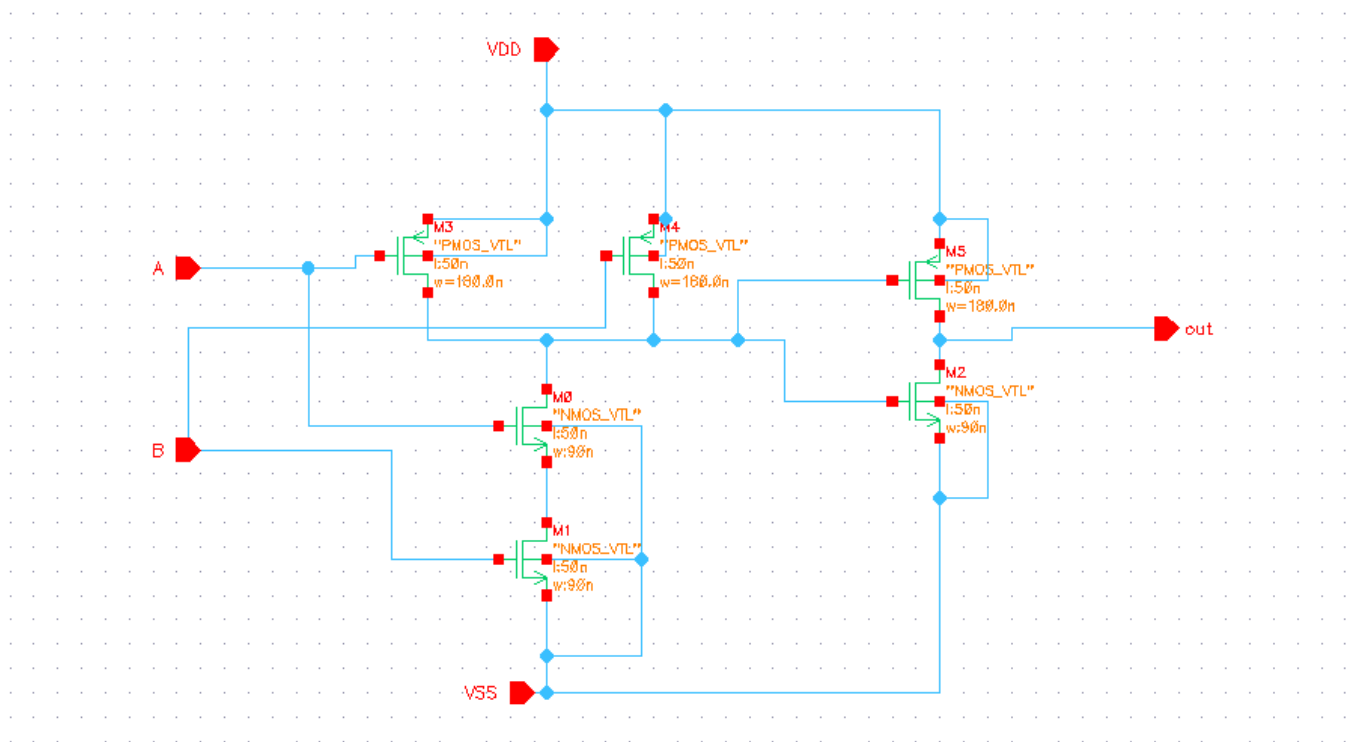 VDD
M3
"PMOS_VTL"
l:50n
w=180.0n
M4
"PMOS_VTL"
l:50n
w=180.0n
M5
"PMOS_VTL"
l:50n
w=180.0n
A
out
M2
"NMOS_VTL"
l:50n
w:90n
M0
"NMOS_VTL"
l:50n
w:90n
B
M1
"NMOS_VTL"
l:50n
w:90n
VSS